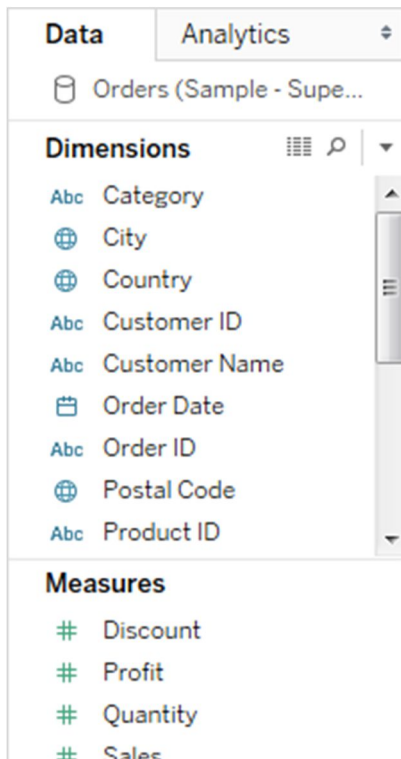 Data Analytics
Orders (Sample - Supe...
Dimensions
Abc Category
City
Country
Abc Customer ID
Abc Customer Name
Order Date
Abc Order ID
Postal Code
Abc Product ID
Measures
# Discount
# Profit
# Quantity
# Sales